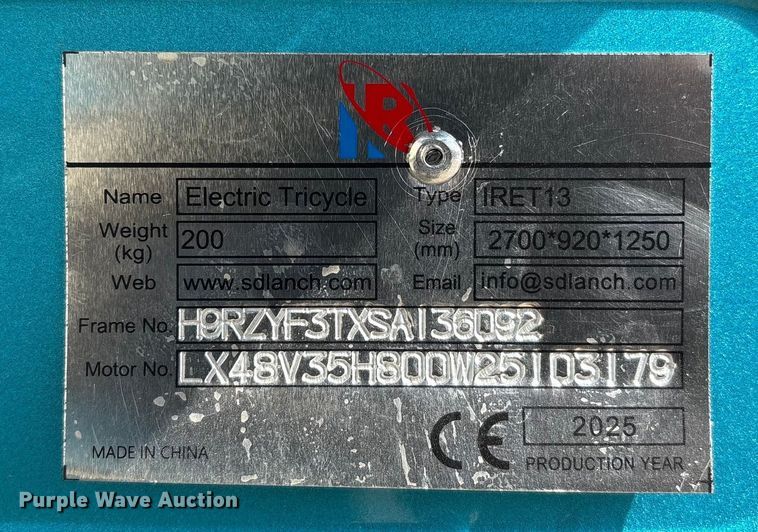 Name Electric Tricycle Type IRET13
Weight (kg) 200 Size (mm) 2700*920*1250
Web www.sdlanch.com Email info@sdlanch.com
Frame No. H9RZYF3TXSA136092
Motor No. LX48V35H800W25103179
CE 2025
MADE IN CHINA PRODUCTION YEAR
Purple Wave Auction